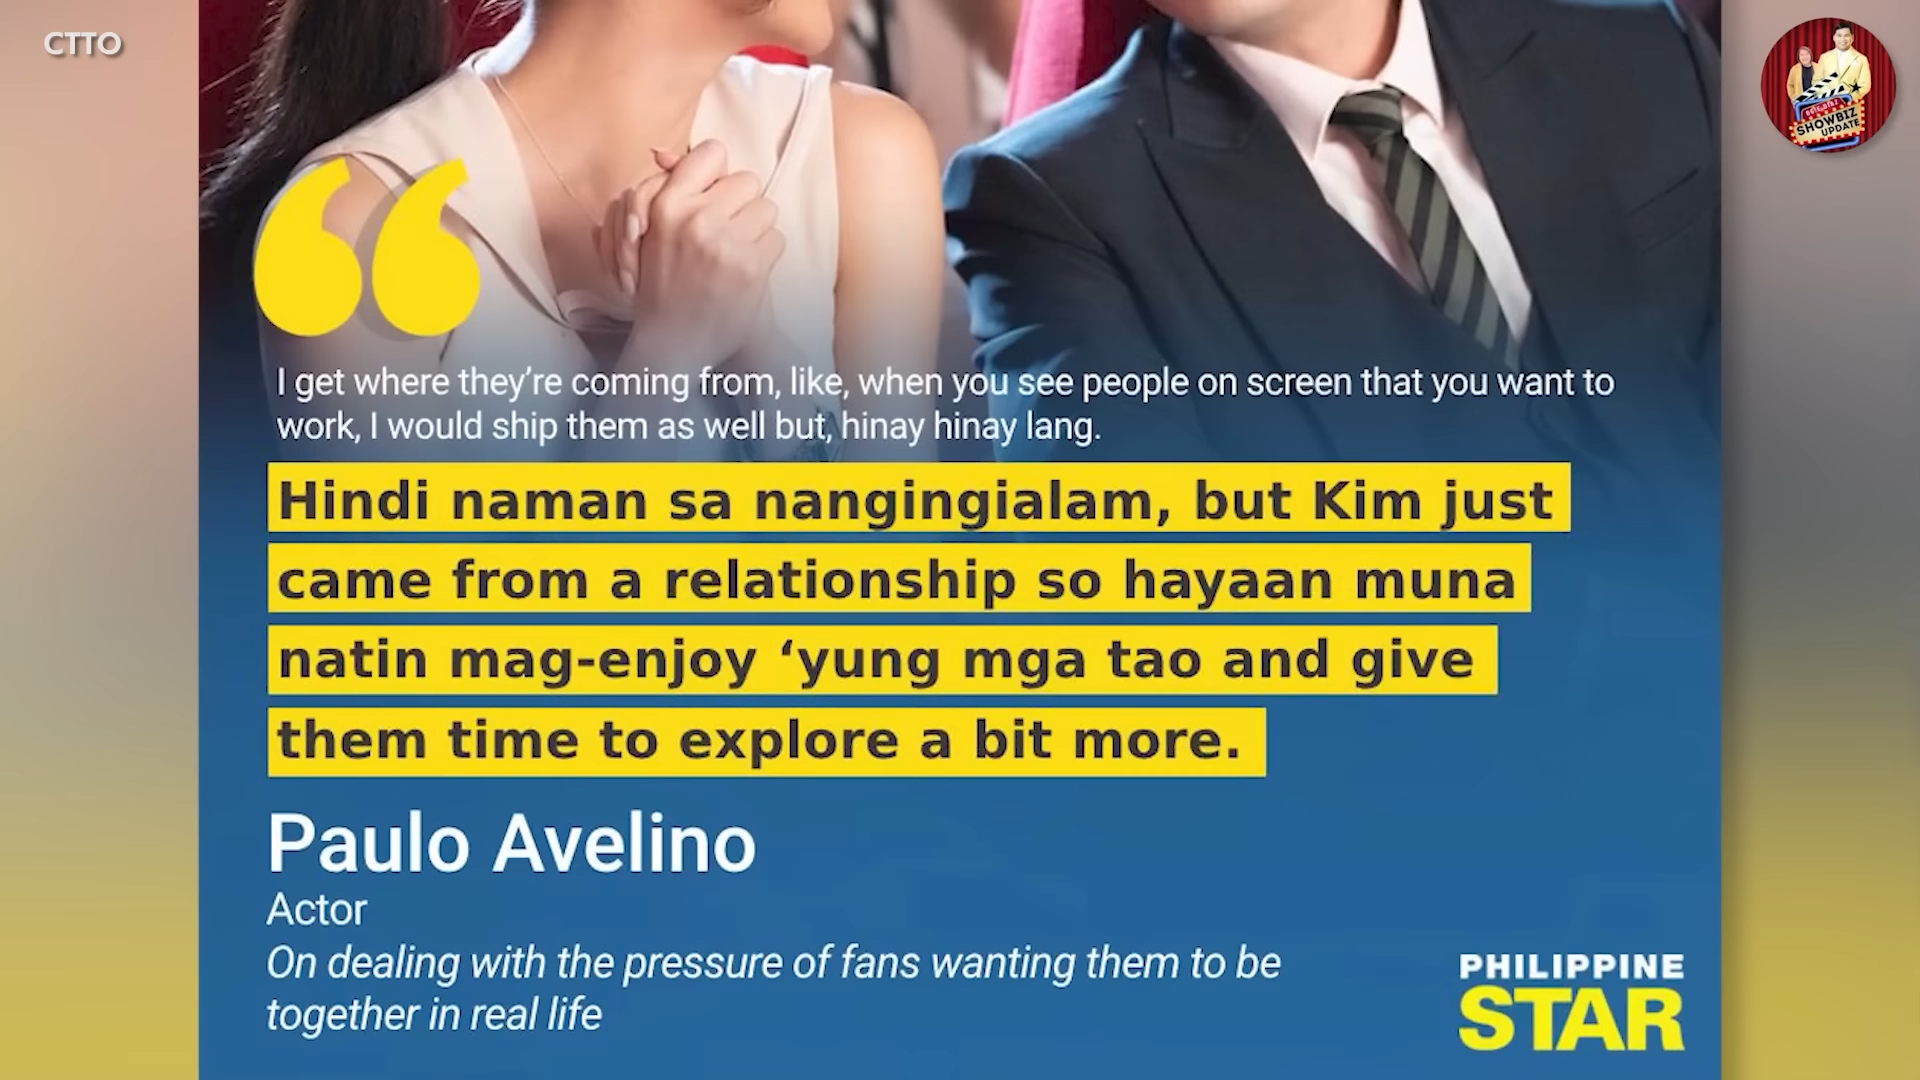 CTTO
SHOWBIZ
UPDATE
“
I get where they’re coming from, like, when you see people on screen that you want to
work, I would ship them as well but, hinay hinay lang.
Hindi naman sa nangingialam, but Kim just
came from a relationship so hayaan muna
natin mag-enjoy ‘yung mga tao and give
them time to explore a bit more.
Paulo Avelino
Actor
On dealing with the pressure of fans wanting them to be
together in real life
PHILIPPINE
STAR